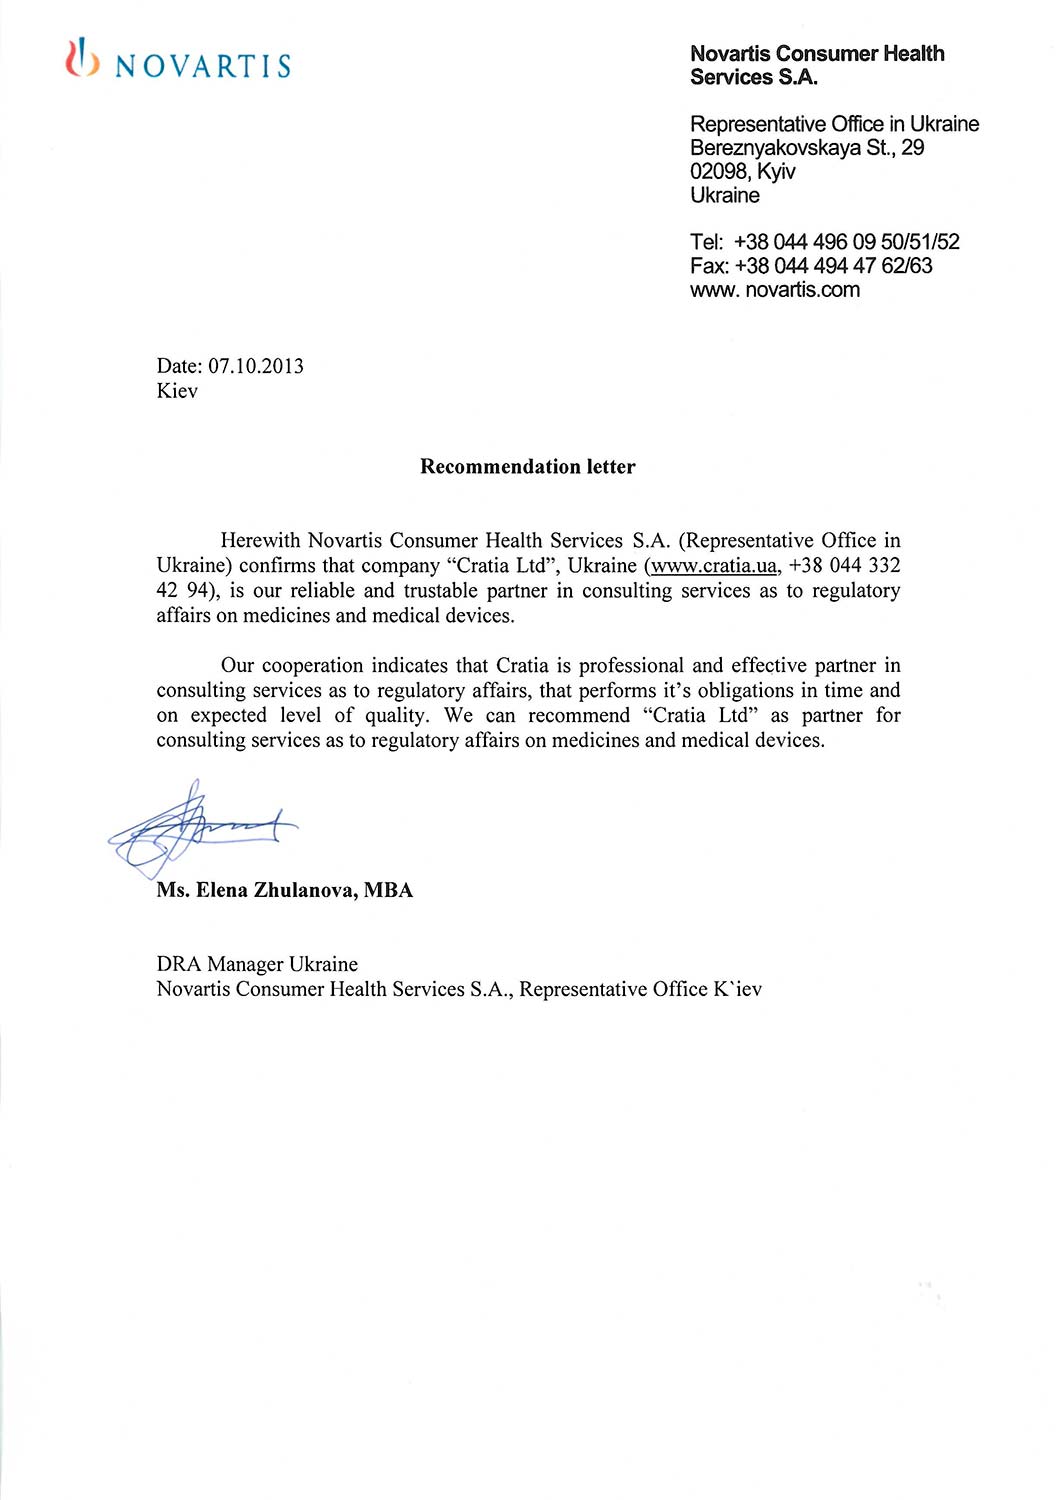 NOVARTIS
Novartis Consumer Health
Services S.A.
Representative Office in Ukraine
Bereznyakovskaya St., 29
02098, Kyiv
Ukraine
Tel:  +38 044 496 09 50/51/52
Fax: +38 044 494 47 62/63
www. novartis.com
Date: 07.10.2013
Kiev
Recommendation letter
Herewith Novartis Consumer Health Services S.A. (Representative Office in
Ukraine) confirms that company “Cratia Ltd”, Ukraine (www.cratia.ua, +38 044 332
42 94), is our reliable and trustable partner in consulting services as to regulatory
affairs on medicines and medical devices.
Our cooperation indicates that Cratia is professional and effective partner in
consulting services as to regulatory affairs, that performs it’s obligations in time and
on expected level of quality. We can recommend “Cratia Ltd” as partner for
consulting services as to regulatory affairs on medicines and medical devices.
Ms. Elena Zhulanova, MBA
DRA Manager Ukraine
Novartis Consumer Health Services S.A., Representative Office K`iev